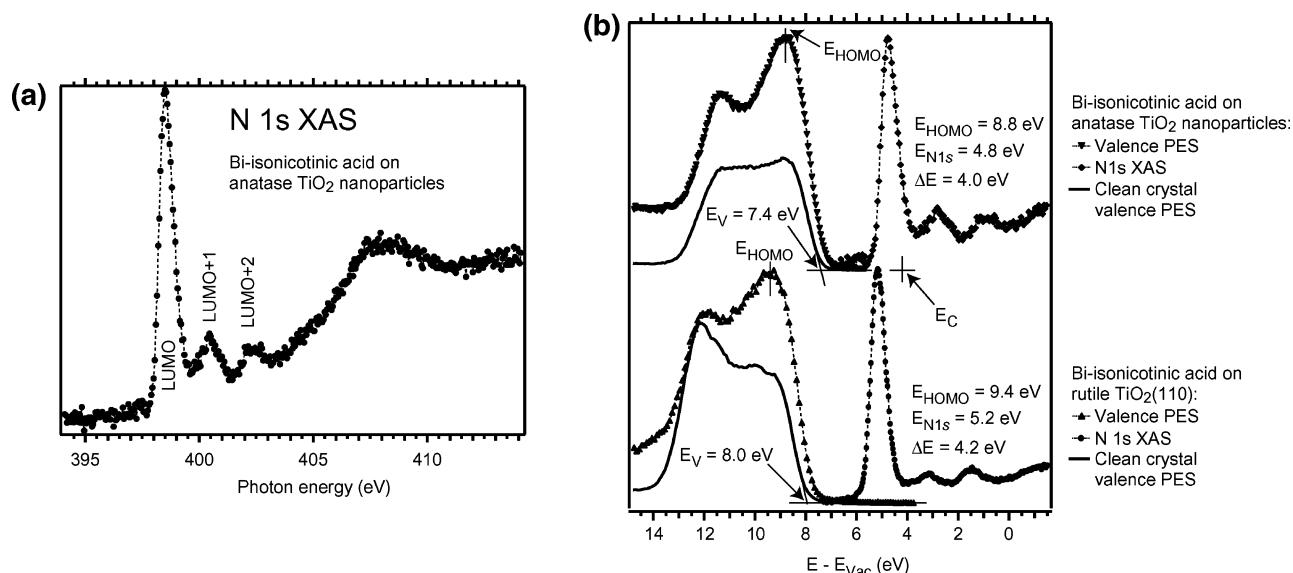 (a)
N 1s XAS
Bi-isonicotinic acid on
anatase TiO2 nanoparticles
LUMO
LUMO+1
LUMO+2
395
400
405
410
Photon energy (eV)
(b)
EHOMO
EHOMO = 8.8 eV
EN1s = 4.8 eV
ΔE = 4.0 eV
EV = 7.4 eV
EHOMO
EC
EHOMO = 9.4 eV
EN1s = 5.2 eV
ΔE = 4.2 eV
EV = 8.0 eV
14
12
10
8
6
4
2
0
E - EVac (eV)
Bi-isonicotinic acid on
anatase TiO2 nanoparticles:
Valence PES
N1s XAS
Clean crystal
valence PES
Bi-isonicotinic acid on
rutile TiO2(110):
Valence PES
N 1s XAS
Clean crystal
valence PES